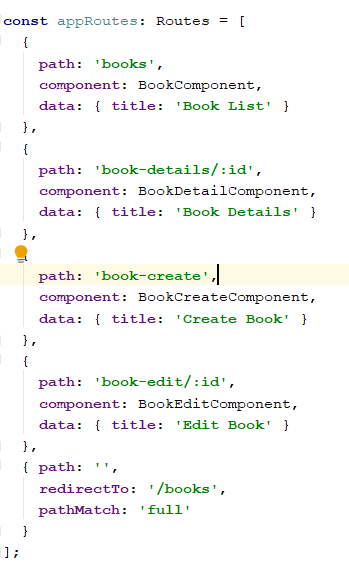 const appRoutes: Routes = [
  {
    path: 'books',
    component: BookComponent,
    data: { title: 'Book List' }
  },
  {
    path: 'book-details/:id',
    component: BookDetailComponent,
    data: { title: 'Book Details' }
  },
  {
    path: 'book-create',
    component: BookCreateComponent,
    data: { title: 'Create Book' }
  },
  {
    path: 'book-edit/:id',
    component: BookEditComponent,
    data: { title: 'Edit Book' }
  },
  { path: '',
    redirectTo: '/books',
    pathMatch: 'full'
  }
];